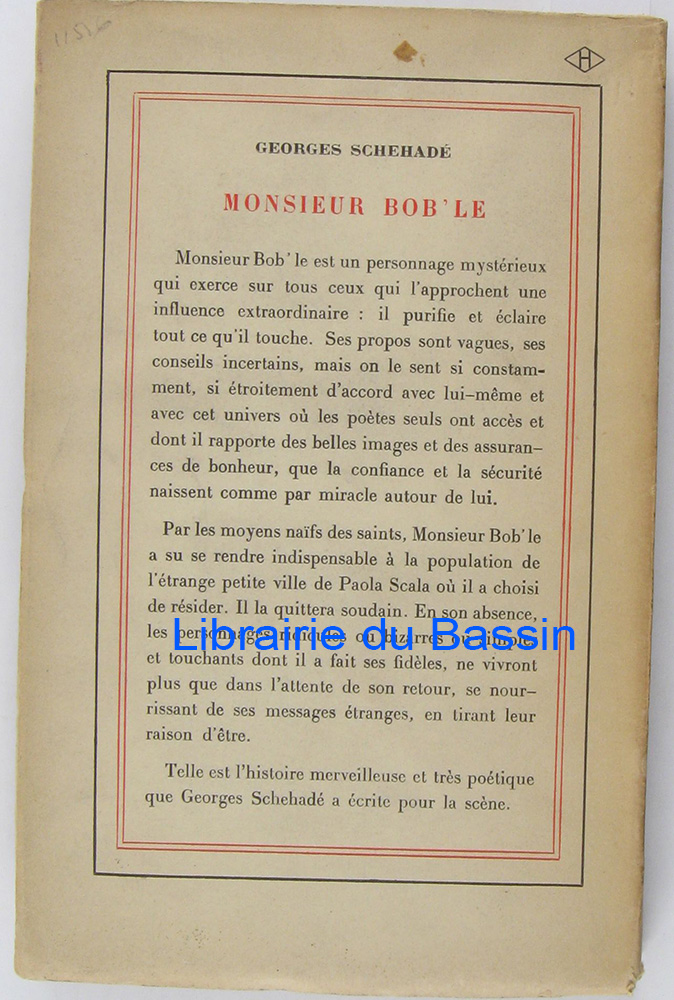 1156
H
GEORGES SCHEHADÉ
MONSIEUR BOB'LE
Monsieur Bob'le est un personnage mystérieux
qui exerce sur tous ceux qui l'approchent une
influence extraordinaire : il purifie et éclaire
tout ce qu'il touche. Ses propos sont vagues, ses
conseils incertains, mais on le sent si constam-
ment, si étroitement d'accord avec lui-même et
avec cet univers où les poètes seuls ont accès et
dont il rapporte des belles images et des assuran-
ces de bonheur, que la confiance et la sécurité
naissent comme par miracle autour de lui.
Par les moyens naïfs des saints, Monsieur Bob'le
a su se rendre indispensable à la population de
l'étrange petite ville de Paola Scala où il a choisi
de résider. Il la quittera soudain. En son absence,
les personnages ridicules ou bizarres ou simples
Librairie du Bassin
et touchants dont il a fait ses fidèles, ne vivront
plus que dans l'attente de son retour, se nour-
rissant de ses messages étranges, en tirant leur
raison d'être.
Telle est l'histoire merveilleuse et très poétique
que Georges Schehadé a écrite pour la scène.